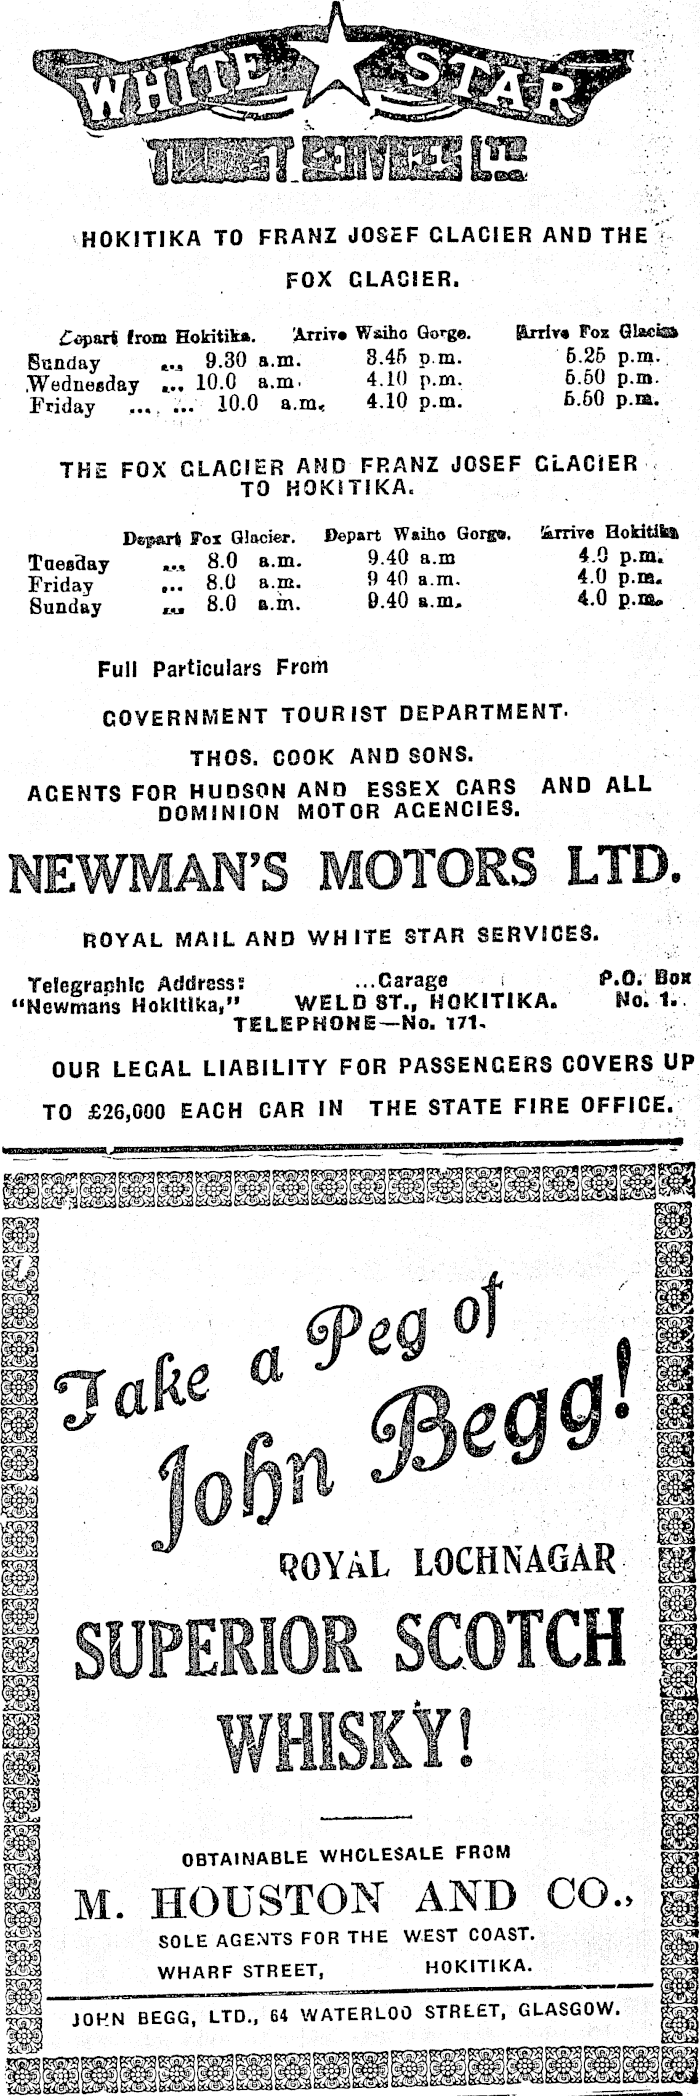 WHITE STAR
HOKITIKA TO FRANZ JOSEF GLACIER AND THE
FOX GLACIER.
Depart from Hokitika. Arrive Waiho Gorge. Arrive Fox Glacier
Sunday ... 9.30 a.m. 3.45 p.m. 5.25 p.m.
Wednesday ... 10.0 a.m. 4.10 p.m. 5.50 p.m.
Friday ... ... 10.0 a.m. 4.10 p.m. 5.50 p.m.
THE FOX GLACIER AND FRANZ JOSEF GLACIER
TO HOKITIKA.
Depart Fox Glacier. Depart Waiho Gorge. Arrive Hokitika
Tuesday ... 8.0 a.m. 9.40 a.m 4.0 p.m.
Friday ... 8.0 a.m. 9 40 a.m. 4.0 p.m.
Sunday ... 8.0 a.m. 9.40 a.m. 4.0 p.m.
Full Particulars From
GOVERNMENT TOURIST DEPARTMENT.
THOS. COOK AND SONS.
AGENTS FOR HUDSON AND ESSEX CARS AND ALL
DOMINION MOTOR AGENCIES.
NEWMAN'S MOTORS LTD.
ROYAL MAIL AND WHITE STAR SERVICES.
Telegraphic Address: ...Garage P.O. Box
"Newmans Hokitika," WELD ST., HOKITIKA. No. 1.
TELEPHONE—No. 171.
OUR LEGAL LIABILITY FOR PASSENGERS COVERS UP
TO £26,000 EACH CAR IN THE STATE FIRE OFFICE.
Take a Peg of
John Begg!
ROYAL LOCHNAGAR
SUPERIOR SCOTCH
WHISKY!
OBTAINABLE WHOLESALE FROM
M. HOUSTON AND CO.,
SOLE AGENTS FOR THE WEST COAST.
WHARF STREET, HOKITIKA.
JOHN BEGG, LTD., 64 WATERLOO STREET, GLASGOW.